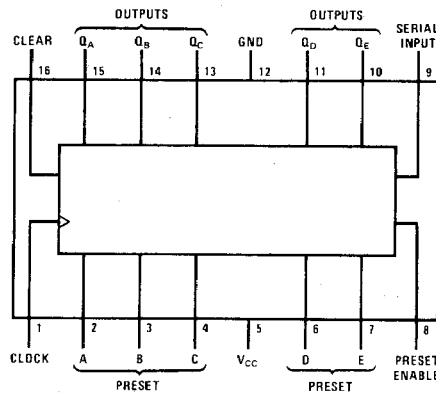 OUTPUTS OUTPUTS
CLEAR QA QB QC GND QD QE SERIAL INPUT
16 15 14 13 12 11 10 9
1 2 3 4 5 6 7 8
CLOCK A B C VCC D E PRESET ENABLE
PRESET PRESET